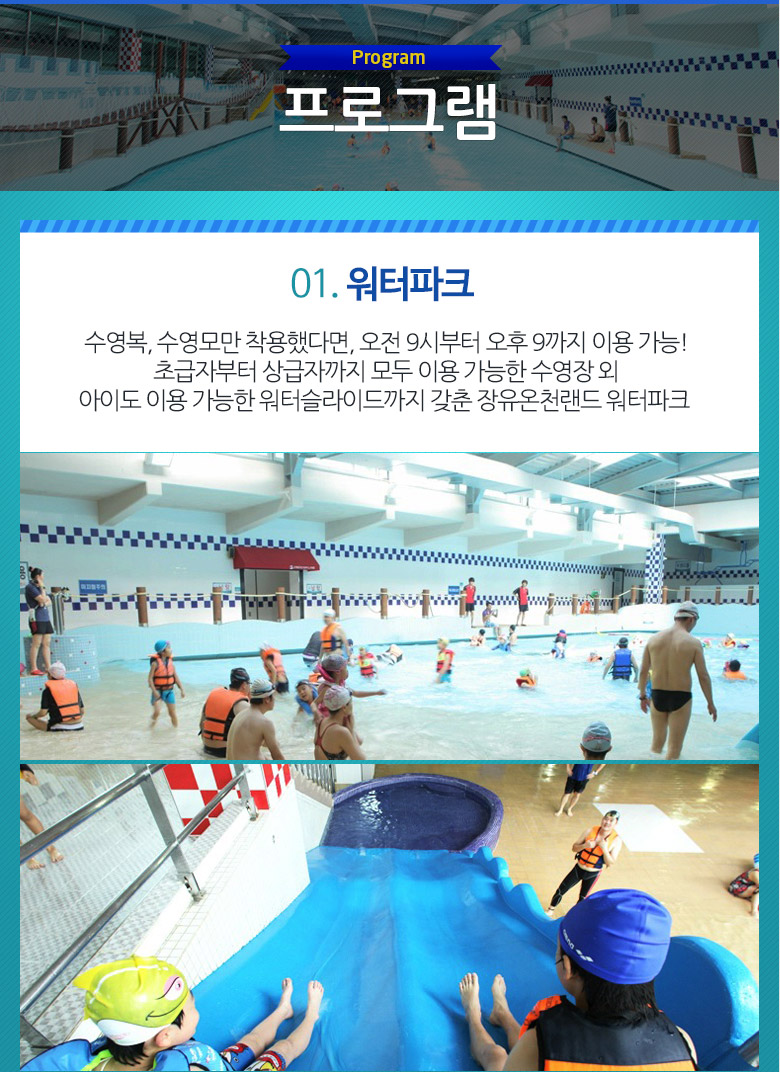 Program
프로그램
01. 워터파크
수영복, 수영모만 착용했다면, 오전 9시부터 오후 9까지 이용 가능!
초급자부터 상급자까지 모두 이용 가능한 수영장 외
아이도 이용 가능한 워터슬라이드까지 갖춘 장유온천랜드 워터파크